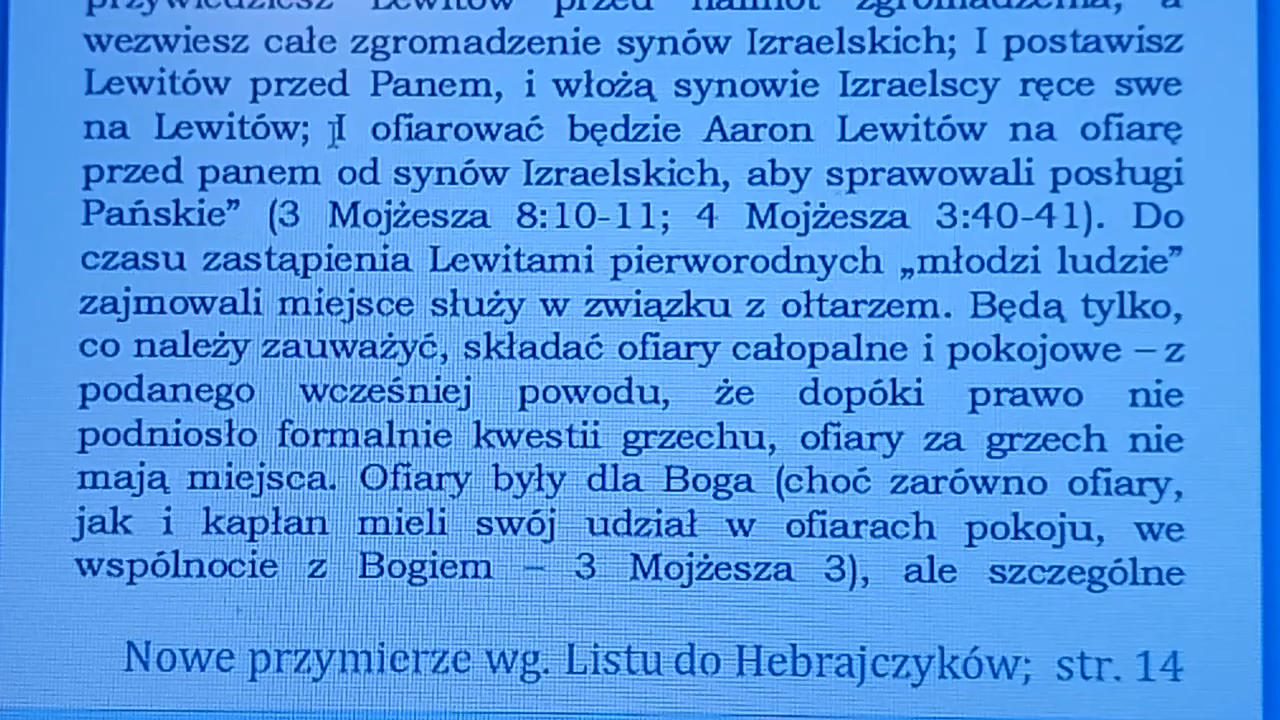 przywiedziesz Lewitów przed namiot zgromadzenia, a
wezwiesz całe zgromadzenie synów Izraelskich; I postawisz
Lewitów przed Panem, i włożą synowie Izraelscy ręce swe
na Lewitów; I ofiarować będzie Aaron Lewitów na ofiarę
przed panem od synów Izraelskich, aby sprawowali posługi
Pańskie” (3 Mojżesza 8:10-11; 4 Mojżesza 3:40-41). Do
czasu zastąpienia Lewitami pierworodnych „młodzi ludzie”
zajmowali miejsce służy w związku z ołtarzem. Będą tylko,
co należy zauważyć, składać ofiary całopalne i pokojowe – z
podanego wcześniej powodu, że dopóki prawo nie
podniosło formalnie kwestii grzechu, ofiary za grzech nie
mają miejsca. Ofiary były dla Boga (choć zarówno ofiary,
jak i kapłan mieli swój udział w ofiarach pokoju, we
wspólnocie z Bogiem – 3 Mojżesza 3), ale szczególne
Nowe przymierze wg. Listu do Hebrajczyków; str. 14